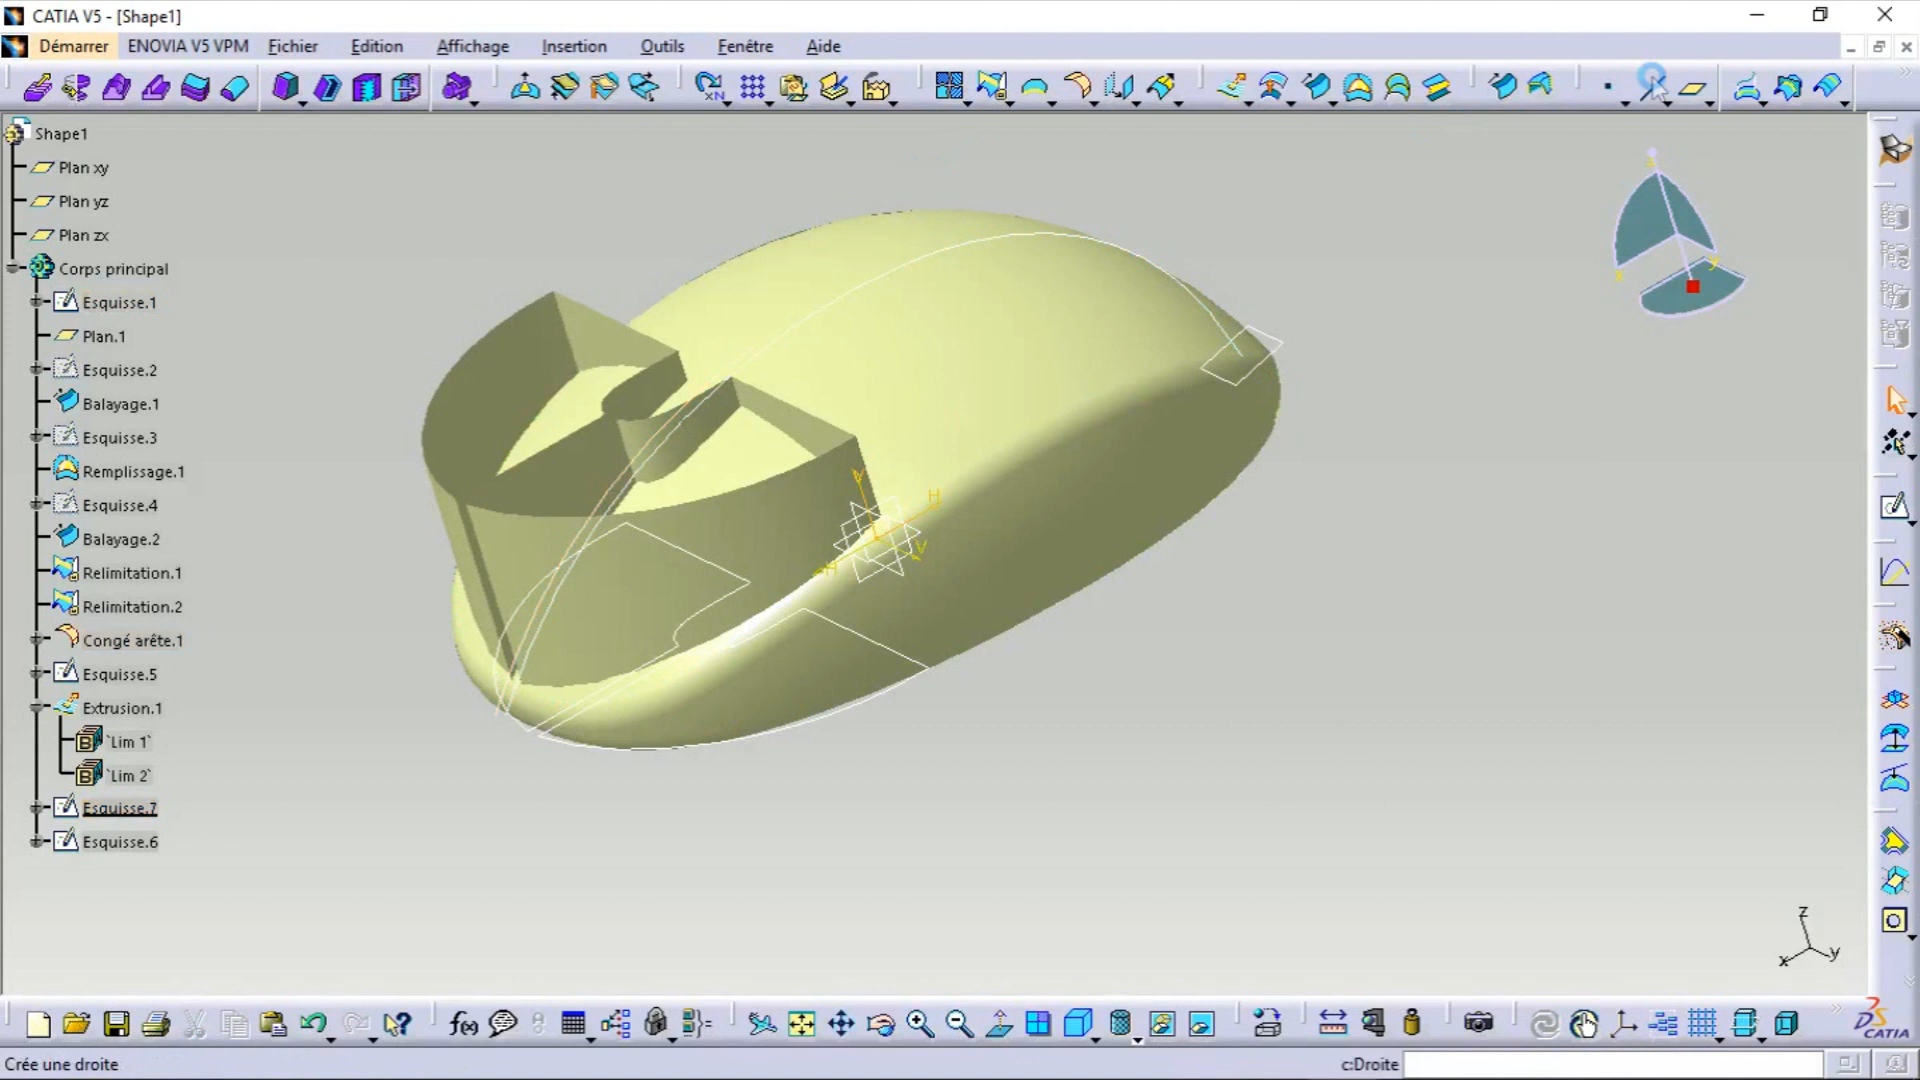 CATIA V5 - [Shape1]
Démarrer ENOVIA V5 VPM Fichier Edition Affichage Insertion Outils Fenêtre Aide
Shape1
Plan xy
Plan yz
Plan zx
Corps principal
Esquisse.1
Plan.1
Esquisse.2
Balayage.1
Esquisse.3
Remplissage.1
Esquisse.4
Balayage.2
Relimitation.1
Relimitation.2
Congé arête.1
Esquisse.5
Extrusion.1
`Lim 1`
`Lim 2`
Esquisse.7
Esquisse.6
V
H
V
H
x
y
z
z
x
y
f(x)
DS
CATIA
Crée une droite
c:Droite